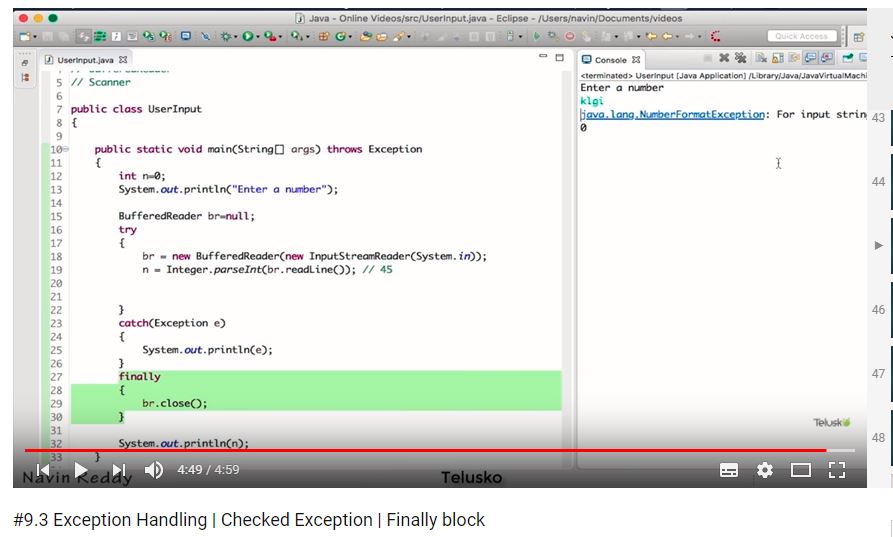 Java - Online Videos/src/UserInput.java - Eclipse - /Users/navin/Documents/videos
Quick Access
UserInput.java
5 // Scanner
6
7 public class UserInput
8 {
9
10 public static void main(String[] args) throws Exception
11 {
12 int n=0;
13 System.out.println("Enter a number");
14
15 BufferedReader br=null;
16 try
17 {
18 br = new BufferedReader(new InputStreamReader(System.in));
19 n = Integer.parseInt(br.readLine()); // 45
20
21
22 }
23 catch(Exception e)
24 {
25 System.out.println(e);
26 }
27 finally
28 {
29 br.close();
30 }
31
32 System.out.println(n);
33 }
Console
<terminated> UserInput [Java Application] /Library/Java/JavaVirtualMachi
Enter a number
klgi
java.lang.NumberFormatException: For input strin
0
Telusko
43
44
46
47
48
4:49 / 4:59
Navin Reddy
Telusko
#9.3 Exception Handling | Checked Exception | Finally block